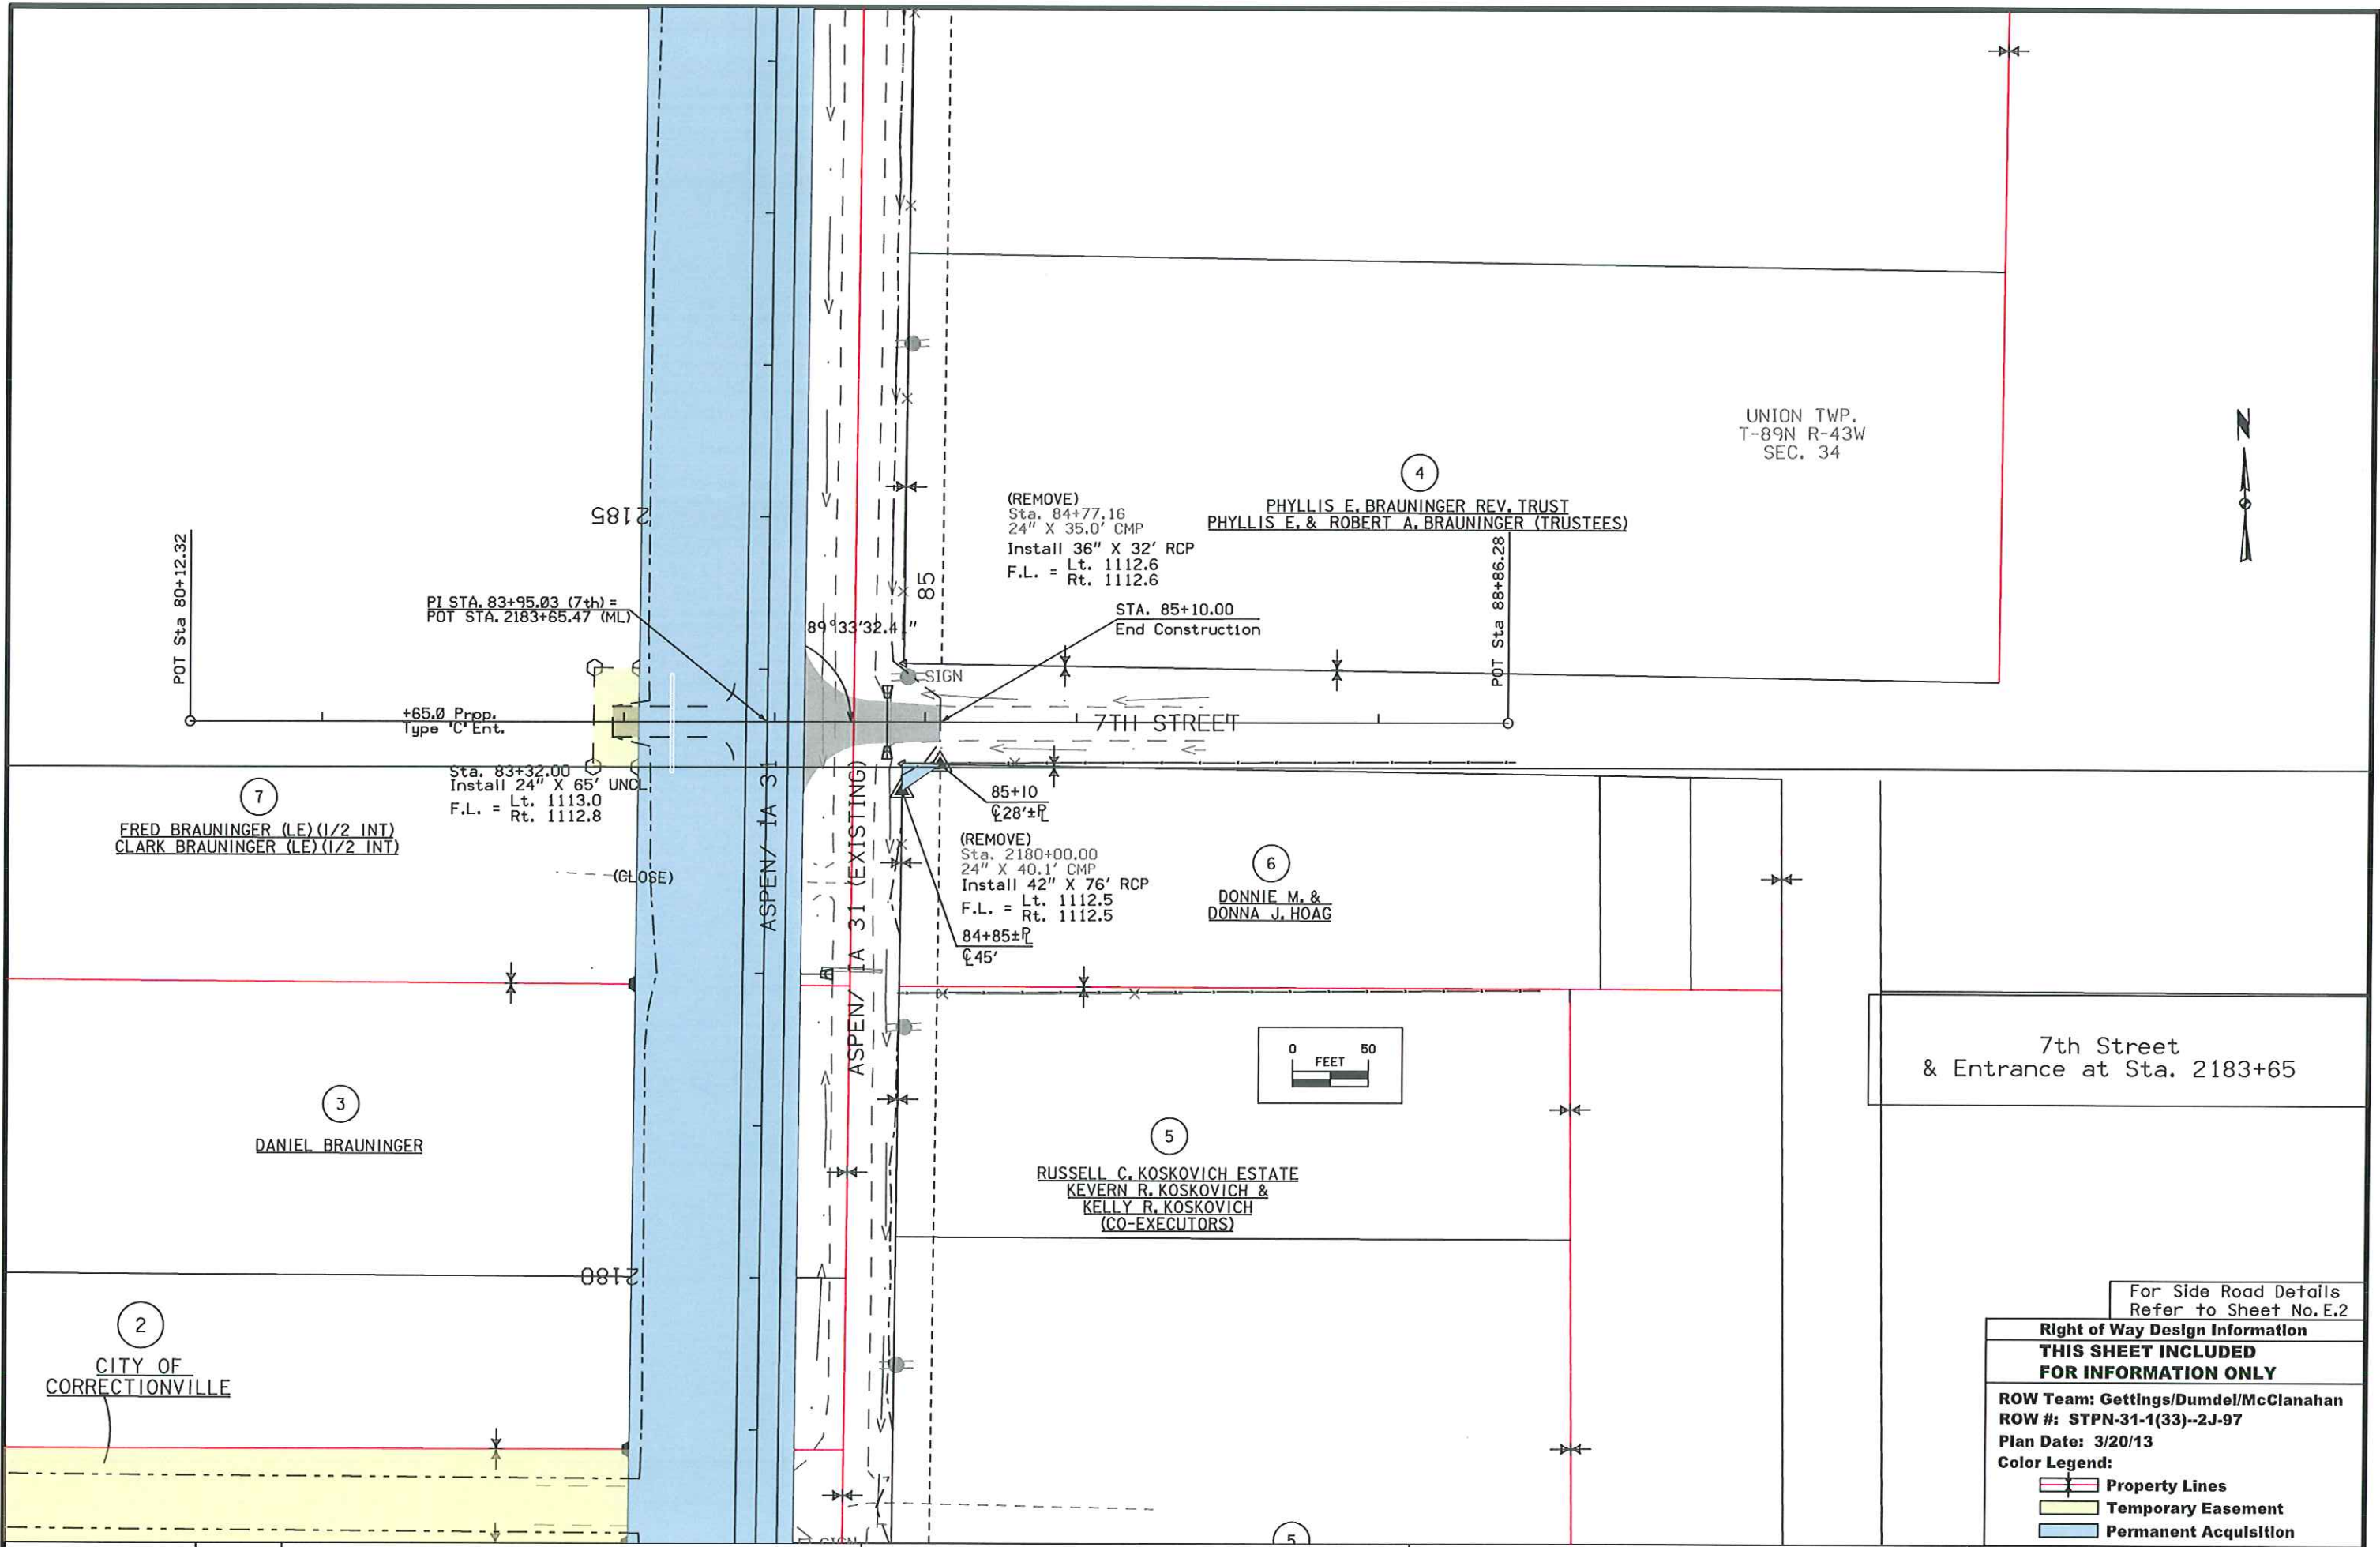 UNION TWP.
T-89N R-43W
SEC. 34
N
4
PHYLLIS E. BRAUNINGER REV. TRUST
PHYLLIS E. & ROBERT A. BRAUNINGER (TRUSTEES)
(REMOVE)
Sta. 84+77.16
24" X 35.0' CMP
Install 36" X 32' RCP
F.L. = Lt. 1112.6
Rt. 1112.6
2185
POT Sta 80+12.32
PI STA. 83+95.03 (7th) =
POT STA. 2183+65.47 (ML)
85
89°33'32.41"
STA. 85+10.00
End Construction
POT Sta 88+86.28
SIGN
+65.0 Prop.
Type 'C' Ent.
7TH STREET
Sta. 83+32.00
Install 24" X 65' UNCL
F.L. = Lt. 1113.0
Rt. 1112.8
7
FRED BRAUNINGER (LE)(1/2 INT)
CLARK BRAUNINGER (LE)(1/2 INT)
(CLOSE)
ASPEN/ IA 31
ASPEN/ IA 31 (EXISTING)
85+10
℄28'±PL
(REMOVE)
Sta. 2180+00.00
24" X 40.1' CMP
Install 42" X 76' RCP
F.L. = Lt. 1112.5
Rt. 1112.5
84+85±PL
℄45'
6
DONNIE M. &
DONNA J. HOAG
0 50
FEET
7th Street
& Entrance at Sta. 2183+65
3
DANIEL BRAUNINGER
5
RUSSELL C. KOSKOVICH ESTATE
KEVERN R. KOSKOVICH &
KELLY R. KOSKOVICH
(CO-EXECUTORS)
2180
2
CITY OF
CORRECTIONVILLE
5
For Side Road Details
Refer to Sheet No. E.2
Right of Way Design Information
THIS SHEET INCLUDED
FOR INFORMATION ONLY
ROW Team: Gettings/Dumdei/McClanahan
ROW #: STPN-31-1(33)--2J-97
Plan Date: 3/20/13
Color Legend:
Property Lines
Temporary Easement
Permanent Acquisition